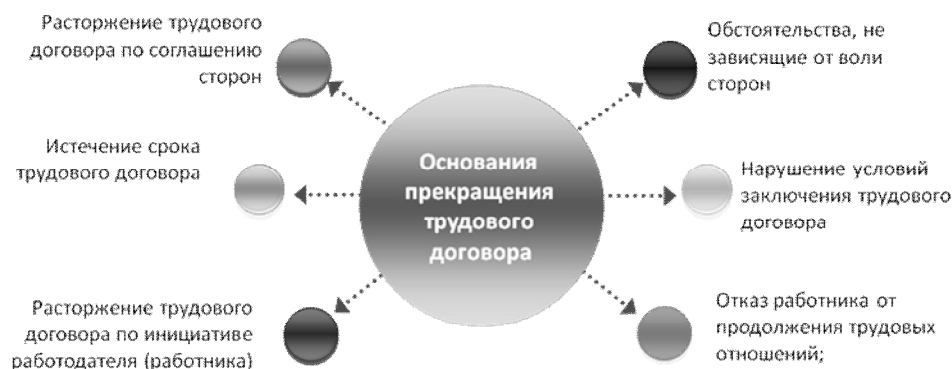 Расторжение трудового
договора по соглашению
сторон
Истечение срока
трудового договора
Расторжение трудового
договора по инициативе
работодателя (работника)
Основания
прекращения
трудового
договора
Обстоятельства, не
зависящие от воли
сторон
Нарушение условий
заключения трудового
договора
Отказ работника от
продолжения трудовых
отношений;